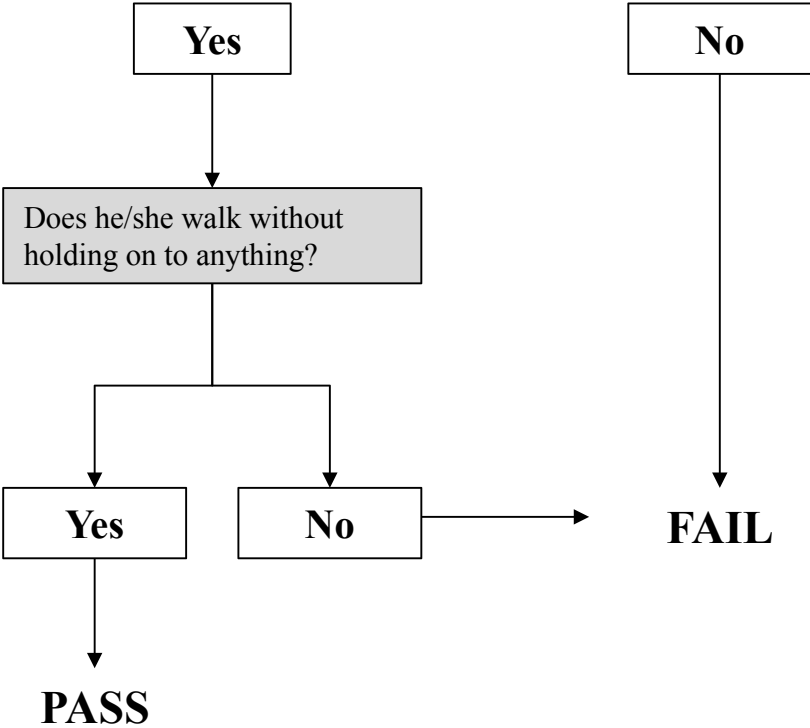 Yes
No
Does he/she walk without
holding on to anything?
Yes
No
FAIL
PASS